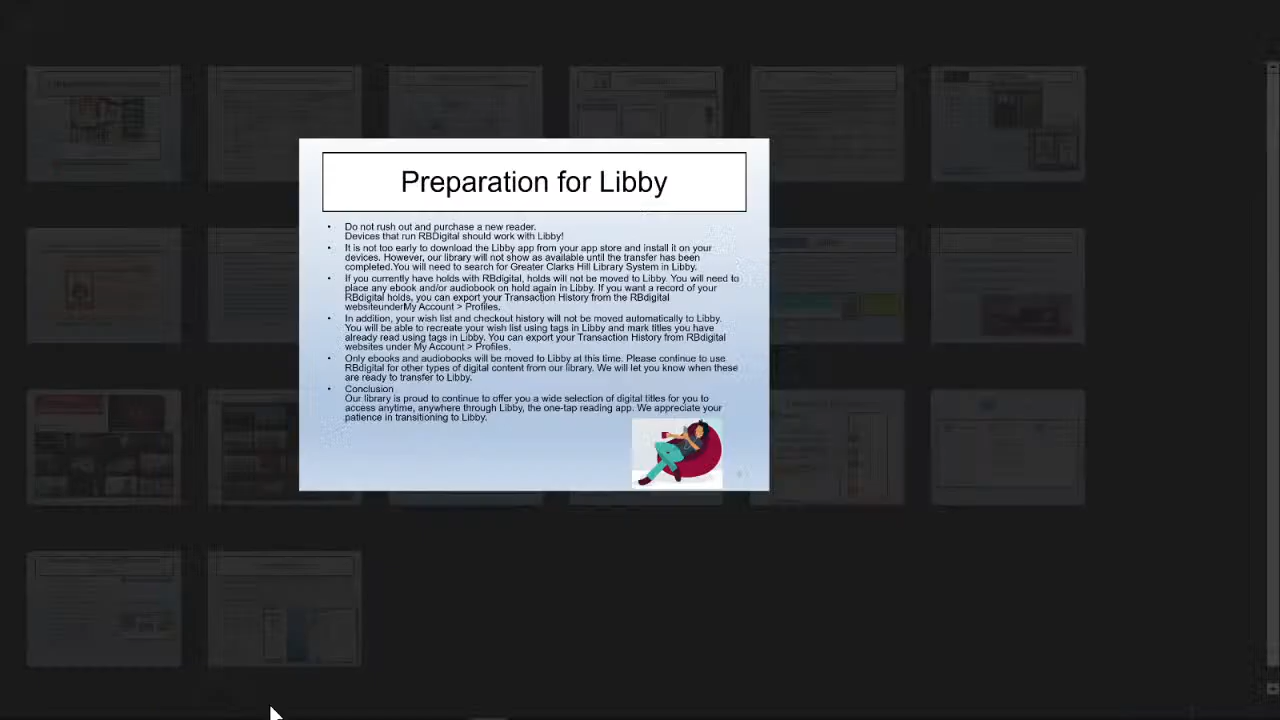 Preparation for Libby
• Do not rush out and purchase a new reader.
Devices that run RBDigital should work with Libby!
• It is not too early to download the Libby app from your app store and install it on your
devices. However, our library will not show as available until the transfer has been
completed.You will need to search for Greater Clarks Hill Library System in Libby.
• If you currently have holds with RBdigital, holds will not be moved to Libby. You will need to
place any ebook and/or audiobook on hold again in Libby. If you want a record of your
RBdigital holds, you can export your Transaction History from the RBdigital
websiteunderMy Account > Profiles.
• In addition, your wish list and checkout history will not be moved automatically to Libby.
You will be able to recreate your wish list using tags in Libby and mark titles you have
already read using tags in Libby. You can export your Transaction History from RBdigital
websites under My Account > Profiles.
• Only ebooks and audiobooks will be moved to Libby at this time. Please continue to use
RBdigital for other types of digital content from our library. We will let you know when these
are ready to transfer to Libby.
• Conclusion
Our library is proud to continue to offer you a wide selection of digital titles for you to
access anytime, anywhere through Libby, the one-tap reading app. We appreciate your
patience in transitioning to Libby.